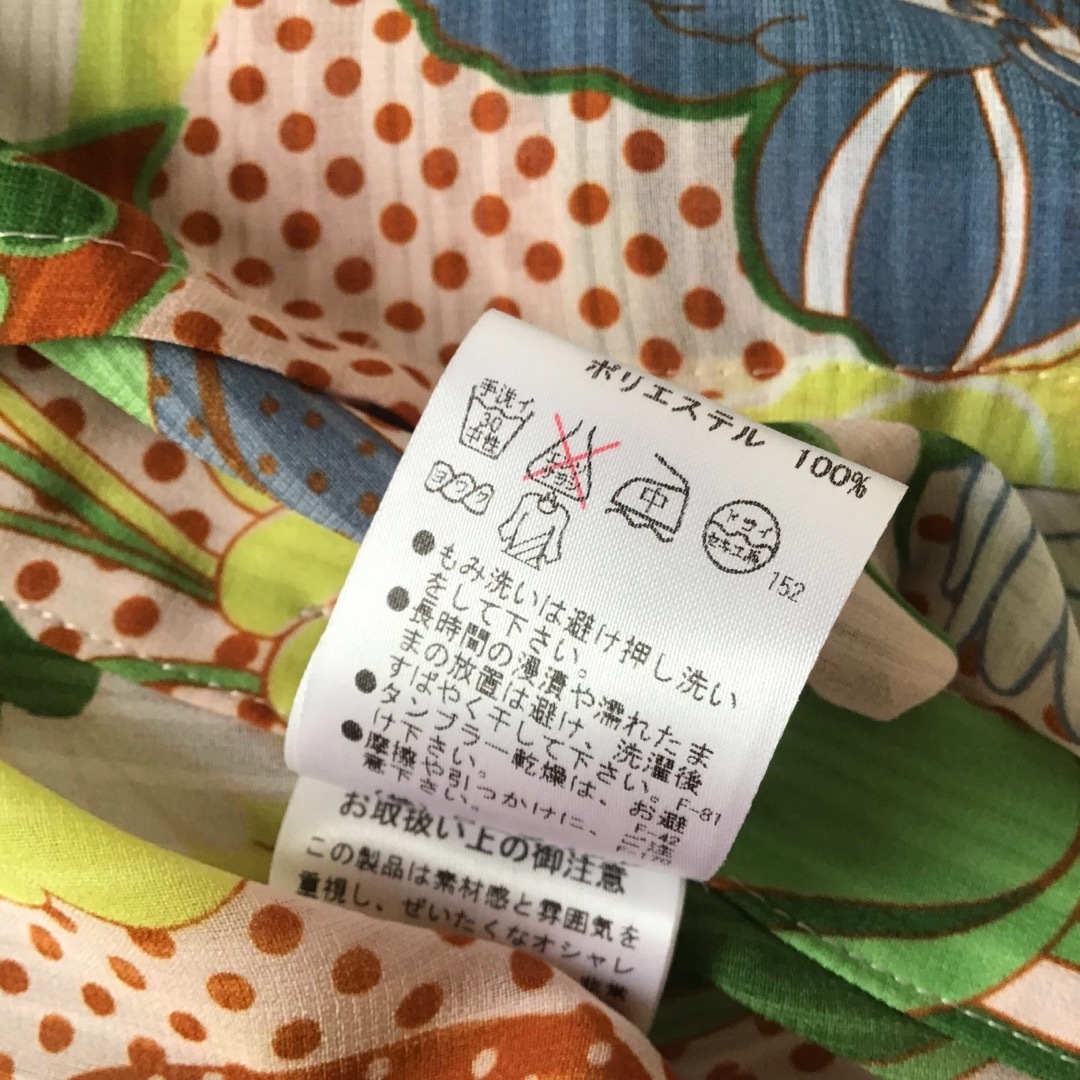 ポリエステル 100%
手洗イ
30
中性
中
ドライ
セキユ系
ヨワク
152
●もみ洗いは避け押し洗い
をして下さい。
●長時間の浸漬や濡れたま
まの放置は避け、洗濯後
すばやく干して下さい。F-81
●タンブラー乾燥は、お避
け下さい。 F-42
●摩擦や引っかけに、ご注
意下さい。
お取扱い上の御注意
この製品は素材感と雰囲気を
重視し、ぜいたくなオシャレ